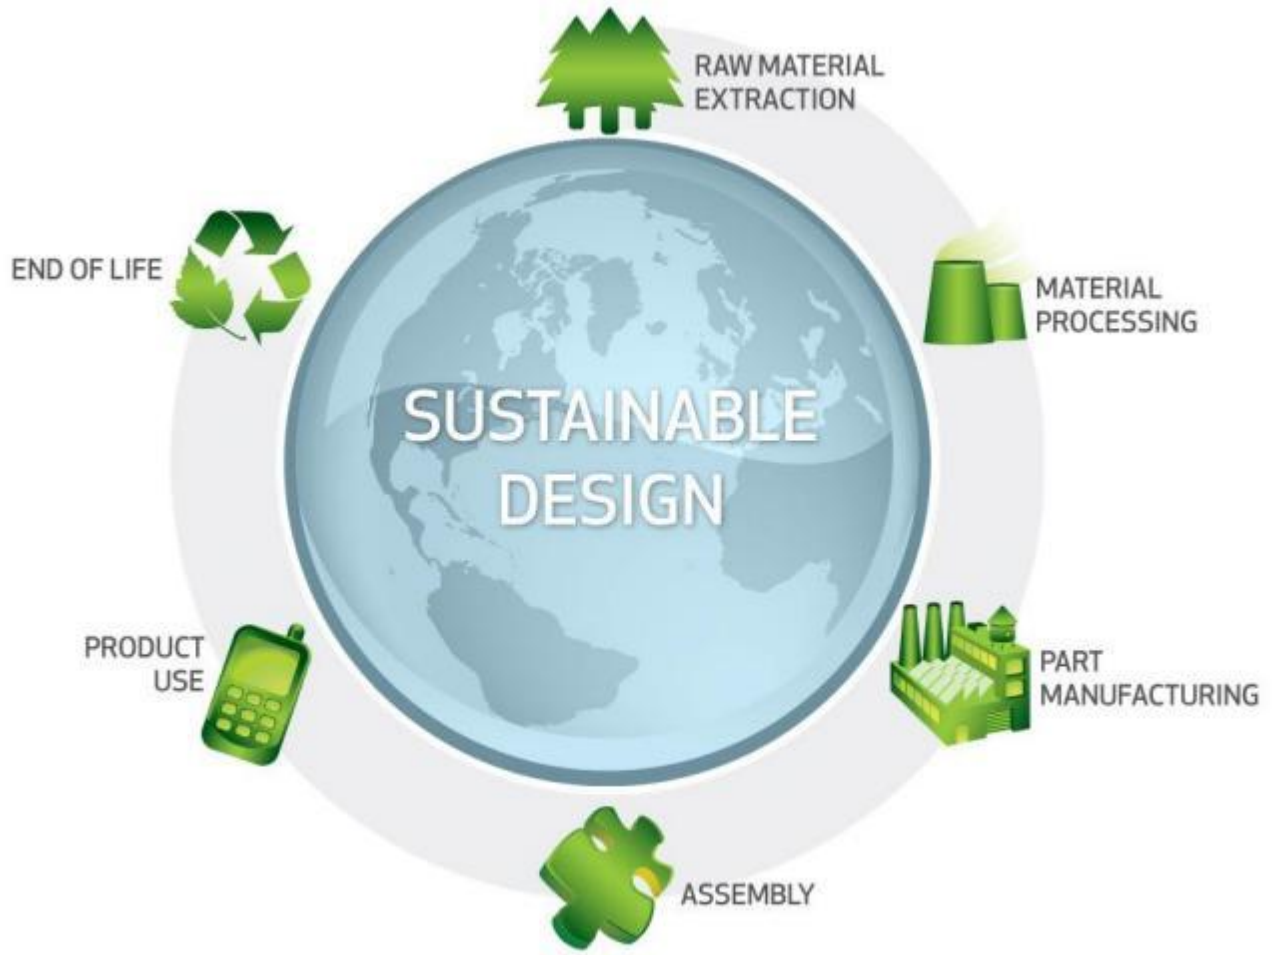 RAW MATERIAL
EXTRACTION
MATERIAL
PROCESSING
PART
MANUFACTURING
ASSEMBLY
PRODUCT
USE
END OF LIFE
SUSTAINABLE
DESIGN